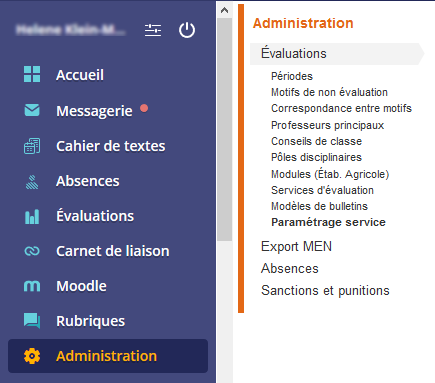 Accueil
Messagerie
Cahier de textes
Absences
Évaluations
Carnet de liaison
Moodle
Rubriques
Administration
Administration
Évaluations
Périodes
Motifs de non évaluation
Correspondance entre motifs
Professeurs principaux
Conseils de classe
Pôles disciplinaires
Modules (Étab. Agricole)
Services d'évaluation
Modèles de bulletins
Paramétrage service
Export MEN
Absences
Sanctions et punitions